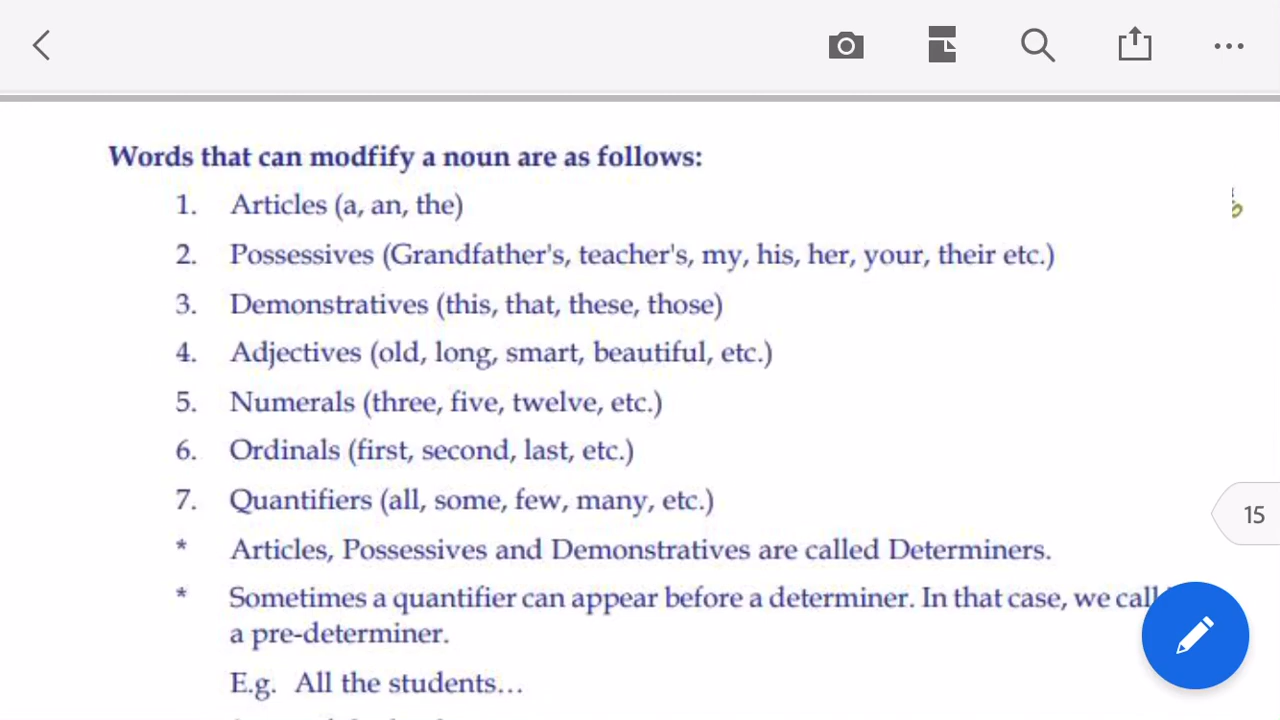 Words that can modfify a noun are as follows:
1. Articles (a, an, the)
2. Possessives (Grandfather's, teacher's, my, his, her, your, their etc.)
3. Demonstratives (this, that, these, those)
4. Adjectives (old, long, smart, beautiful, etc.)
5. Numerals (three, five, twelve, etc.)
6. Ordinals (first, second, last, etc.)
7. Quantifiers (all, some, few, many, etc.)
* Articles, Possessives and Demonstratives are called Determiners.
15
* Sometimes a quantifier can appear before a determiner. In that case, we call
a pre-determiner.
E.g. All the students...